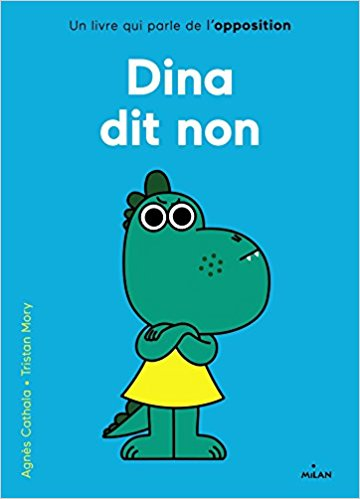 Un livre qui parle de l'opposition
Dina
dit non
Agnès Cathala • Tristan Mory
MiLAN